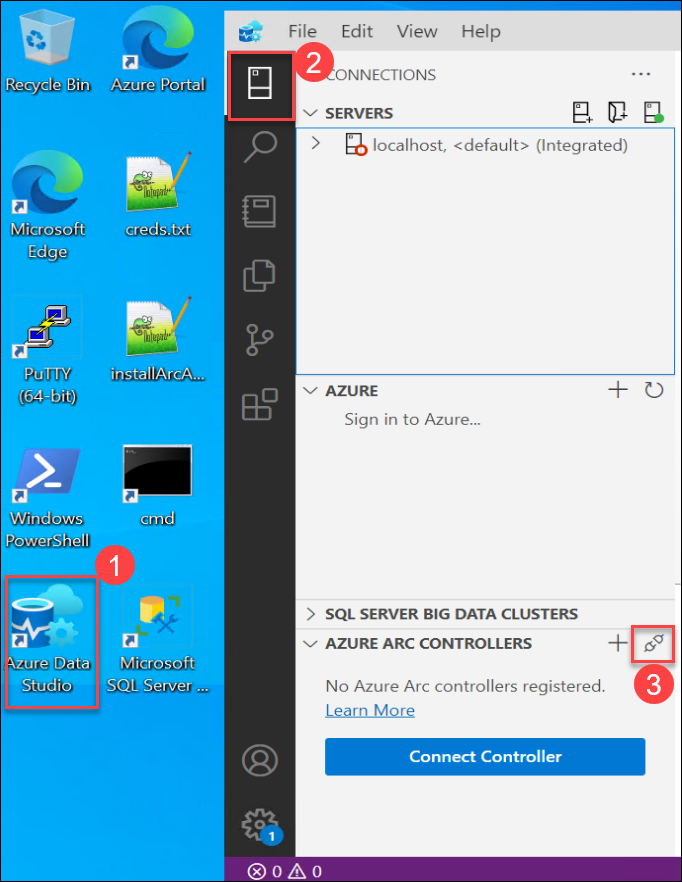 Recycle Bin
Azure Portal
Microsoft
Edge
creds.txt
PuTTY
(64-bit)
installArcA...
Windows
PowerShell
cmd
1
Azure Data
Studio
Microsoft
SQL Server ...
File Edit View Help
2
CONNECTIONS
SERVERS
localhost, <default> (Integrated)
AZURE
Sign in to Azure...
SQL SERVER BIG DATA CLUSTERS
AZURE ARC CONTROLLERS
3
No Azure Arc controllers registered.
Learn More
Connect Controller
1
0 0